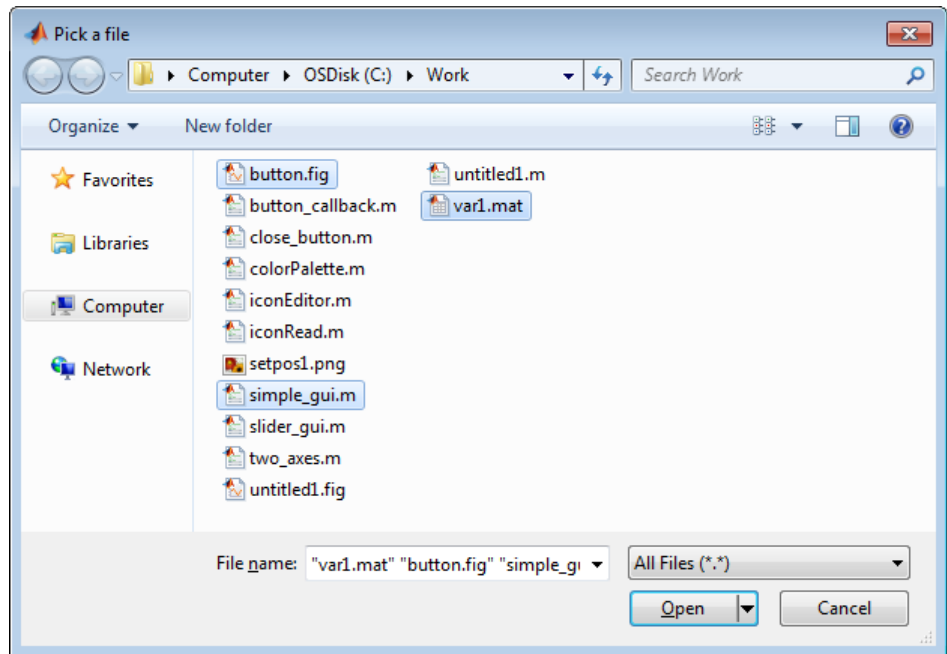 Pick a file
Computer OSDisk (C:) Work Search Work
Organize New folder
Favorites
Libraries
Computer
Network
button.fig
button_callback.m
close_button.m
colorPalette.m
iconEditor.m
iconRead.m
setpos1.png
simple_gui.m
slider_gui.m
two_axes.m
untitled1.fig
untitled1.m
var1.mat
File name: "var1.mat" "button.fig" "simple_g All Files (*.*)
Open Cancel